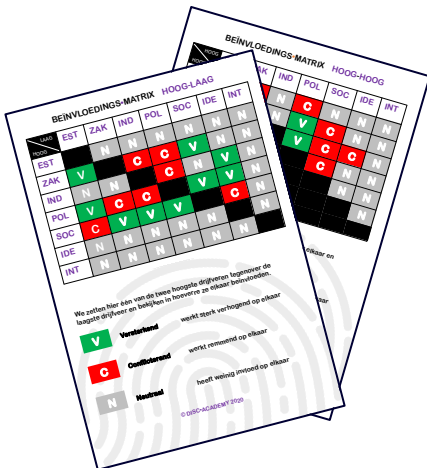 BEÏNVLOEDINGS-MATRIX HOOG-HOOG
HOOG
IND POL SOC IDE INT
N C N N N
N V C N N
V C C N
C N N
N N
N
elkaar en
BEÏNVLOEDINGS-MATRIX HOOG-LAAG
LAAG
HOOG
EST ZAK IND POL SOC IDE INT
EST N N N N N N
ZAK V C C V N N
IND N N C N V N
POL V C C V V N
SOC C V V V C N
IDE N N N N N N
INT N N N N N N
We zetten hier één van de twee hoogste drijfveren tegenover de
laagste drijfveer en bekijken in hoeverre ze elkaar beïnvloeden.
V Versterkend werkt sterk verhogend op elkaar
C Conflicterend werkt remmend op elkaar
N Neutraal heeft weinig invloed op elkaar
© DISC-ACADEMY 2020